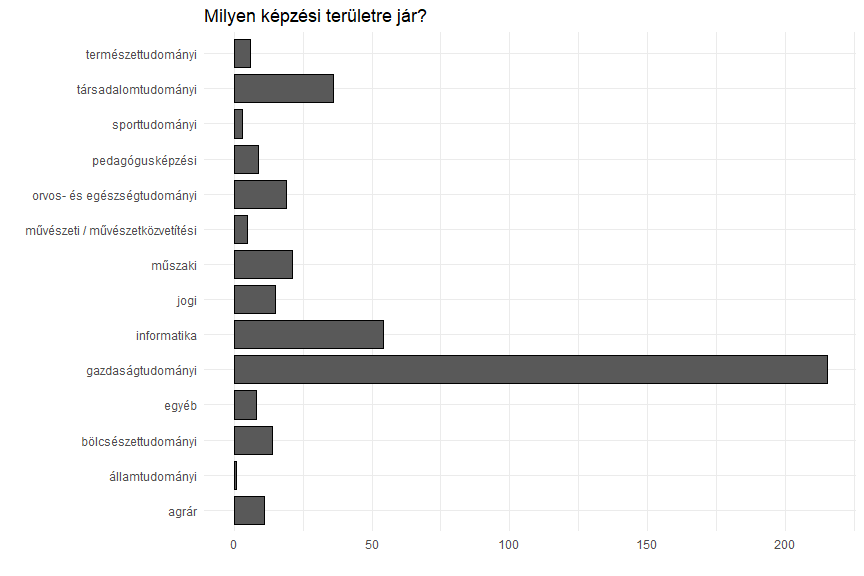 Milyen képzési területre jár?
természettudományi
társadalomtudományi
sporttudományi
pedagógusképzési
orvos- és egészségtudományi
művészeti / művészetközvetítési
műszaki
jogi
informatika
gazdaságtudományi
egyéb
bölcsészettudományi
államtudományi
agrár
0 50 100 150 200